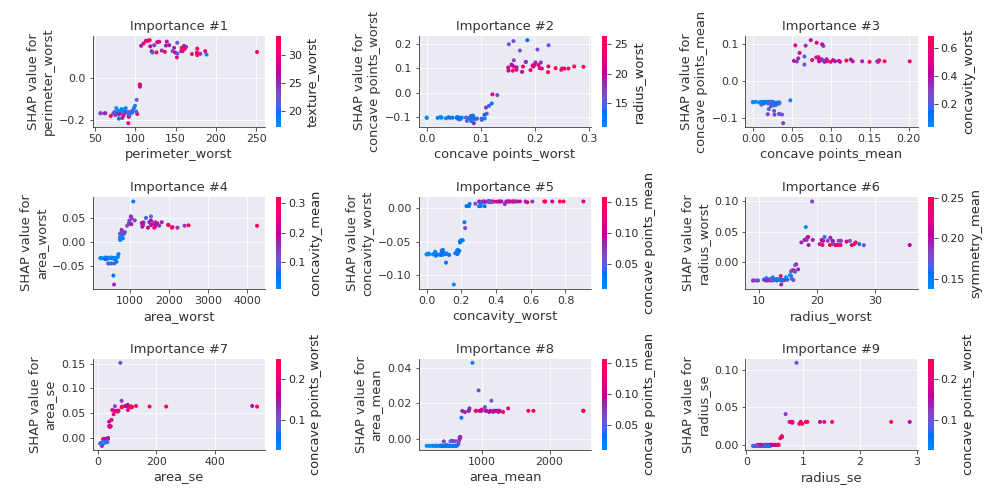 Importance #1
SHAP value for
perimeter_worst
0.0
−0.2
50 100 150 200 250
perimeter_worst
30
25
20
texture_worst
Importance #2
SHAP value for
concave points_worst
0.2
0.1
0.0
−0.1
0.0 0.1 0.2 0.3
concave points_worst
25
20
15
radius_worst
Importance #3
SHAP value for
concave points_mean
0.1
0.0
−0.1
0.00 0.05 0.10 0.15 0.20
concave points_mean
0.6
0.4
0.2
concavity_worst
Importance #4
SHAP value for
area_worst
0.05
0.00
−0.05
1000 2000 3000 4000
area_worst
0.3
0.2
0.1
concavity_mean
Importance #5
SHAP value for
concavity_worst
0.00
−0.05
−0.10
0.0 0.2 0.4 0.6 0.8
concavity_worst
0.15
0.10
0.05
concave points_mean
Importance #6
SHAP value for
radius_worst
0.10
0.05
0.00
10 20 30
radius_worst
0.25
0.20
0.15
symmetry_mean
Importance #7
SHAP value for
area_se
0.15
0.10
0.05
0.00
0 200 400
area_se
0.2
0.1
concave points_worst
Importance #8
SHAP value for
area_mean
0.04
0.02
0.00
1000 2000
area_mean
0.15
0.10
0.05
concave points_mean
Importance #9
SHAP value for
radius_se
0.10
0.05
0.00
0 1 2 3
radius_se
0.2
0.1
concave points_worst